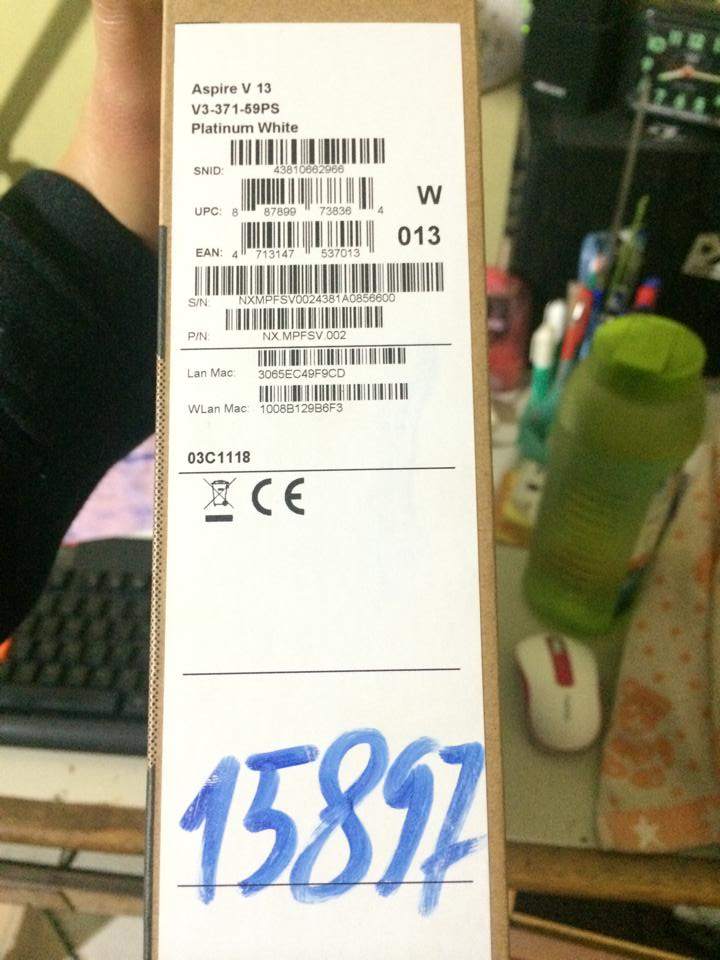 Aspire V 13
V3-371-59PS
Platinum White
SNID: 43810662966
UPC: 8 87899 73836 4
W
EAN: 4 713147 537013
013
S/N: NXMPFSV0024381A0856600
P/N: NX.MPFSV.002
Lan Mac: 3065EC49F9CD
WLan Mac: 1008B129B6F3
03C1118
CE
15897